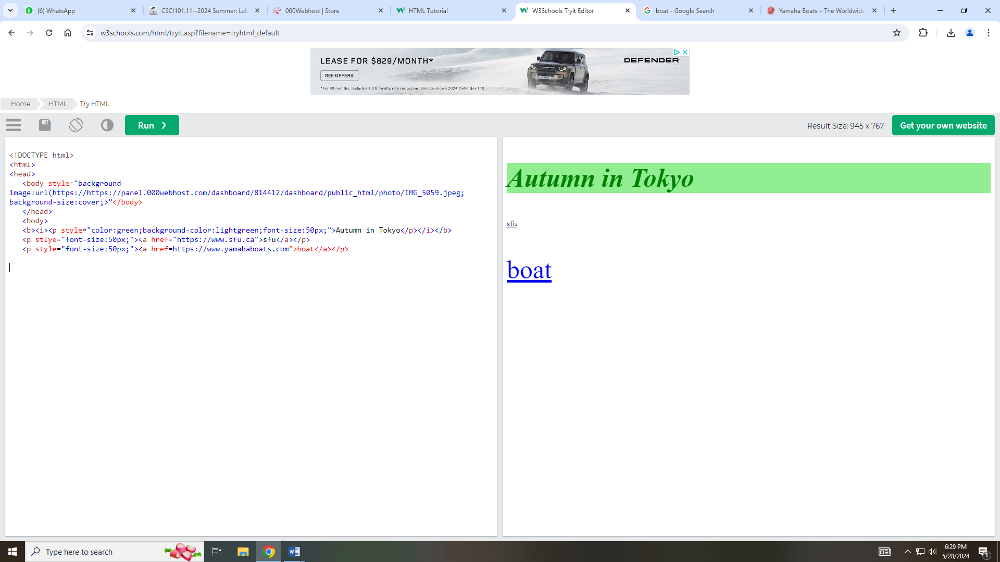 (6) WhatsApp
CSCI101.11--2024 Summer: Lab
000Webhost | Store
HTML Tutorial
W3Schools Tryit Editor
boat - Google Search
Yamaha Boats – The Worldwide
w3schools.com/html/tryit.asp?filename=tryhtml_default
LEASE FOR $829/MONTH*
SEE OFFERS
*For 48 months. Includes 1.5% loyalty rate reduction. Vehicle shown 2024 Defender 110.
DEFENDER
Home
HTML
Try HTML
Run ❯
Result Size: 945 x 767
Get your own website
<!DOCTYPE html>
<html>
<head>
<body style="background-
image:url(https://https://panel.000webhost.com/dashboard/814412/dashboard/public_html/photo/IMG_5059.jpeg;
background-size:cover;>"</body>
</head>
<body>
<b><i><p style="color:green;background-color:lightgreen;font-size:50px;">Autumn in Tokyo</p></i></b>
<p stlye="font-size:50px;"><a href="https://www.sfu.ca">sfu</a></p>
<p style="font-size:50px;"><a href=https://www.yamahaboats.com">boat</a></p>
Autumn in Tokyo
sfu
boat
Type here to search
6:29 PM
5/28/2024
1